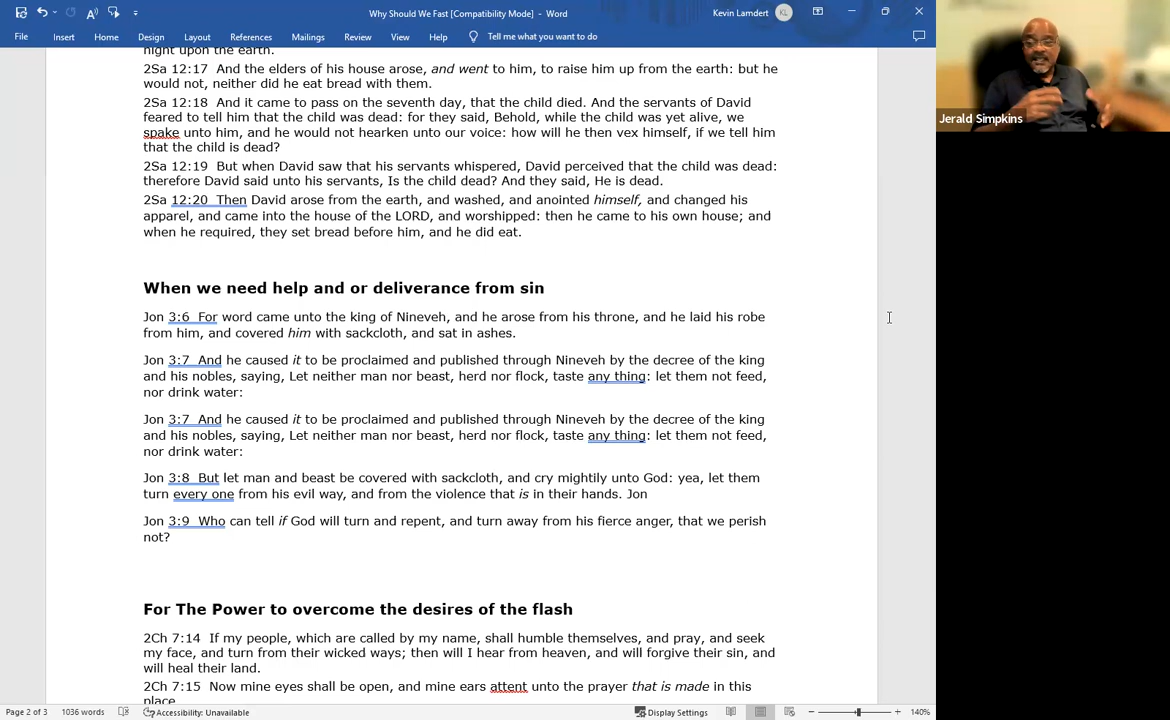 Why Should We Fast [Compatibility Mode] - Word
Kevin Lamdert
KL
File Insert Home Design Layout References Mailings Review View Help Tell me what you want to do
night upon the earth.
2Sa 12:17 And the elders of his house arose, and went to him, to raise him up from the earth: but he
would not, neither did he eat bread with them.
2Sa 12:18 And it came to pass on the seventh day, that the child died. And the servants of David
feared to tell him that the child was dead: for they said, Behold, while the child was yet alive, we
spake unto him, and he would not hearken unto our voice: how will he then vex himself, if we tell him
that the child is dead?
2Sa 12:19 But when David saw that his servants whispered, David perceived that the child was dead:
therefore David said unto his servants, Is the child dead? And they said, He is dead.
2Sa 12:20 Then David arose from the earth, and washed, and anointed himself, and changed his
apparel, and came into the house of the LORD, and worshipped: then he came to his own house; and
when he required, they set bread before him, and he did eat.
When we need help and or deliverance from sin
Jon 3:6 For word came unto the king of Nineveh, and he arose from his throne, and he laid his robe
from him, and covered him with sackcloth, and sat in ashes.
Jon 3:7 And he caused it to be proclaimed and published through Nineveh by the decree of the king
and his nobles, saying, Let neither man nor beast, herd nor flock, taste any thing: let them not feed,
nor drink water:
Jon 3:7 And he caused it to be proclaimed and published through Nineveh by the decree of the king
and his nobles, saying, Let neither man nor beast, herd nor flock, taste any thing: let them not feed,
nor drink water:
Jon 3:8 But let man and beast be covered with sackcloth, and cry mightily unto God: yea, let them
turn every one from his evil way, and from the violence that is in their hands. Jon
Jon 3:9 Who can tell if God will turn and repent, and turn away from his fierce anger, that we perish
not?
For The Power to overcome the desires of the flash
2Ch 7:14 If my people, which are called by my name, shall humble themselves, and pray, and seek
my face, and turn from their wicked ways; then will I hear from heaven, and will forgive their sin, and
will heal their land.
2Ch 7:15 Now mine eyes shall be open, and mine ears attent unto the prayer that is made in this
place.
Page 2 of 3 1036 words Accessibility: Unavailable Display Settings 140%
Jerald Simpkins